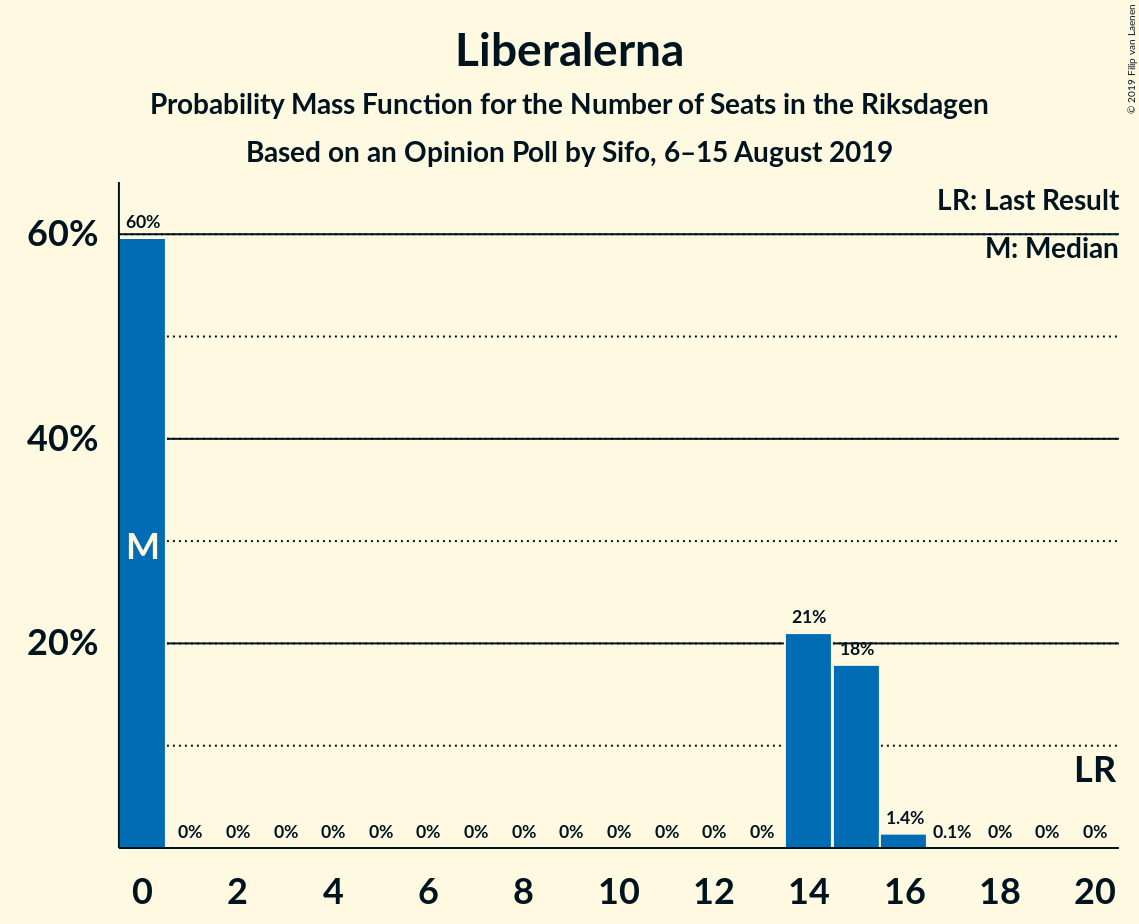 Liberalerna
Probability Mass Function for the Number of Seats in the Riksdagen
Based on an Opinion Poll by Sifo, 6–15 August 2019
© 2019 Filip van Laenen
LR: Last Result
M: Median
60%
40%
20%
60%
M
0% 0% 0% 0% 0% 0% 0% 0% 0% 0% 0% 0% 0% 21% 18% 1.4% 0.1% 0% 0% 0%
LR
0 2 4 6 8 10 12 14 16 18 20